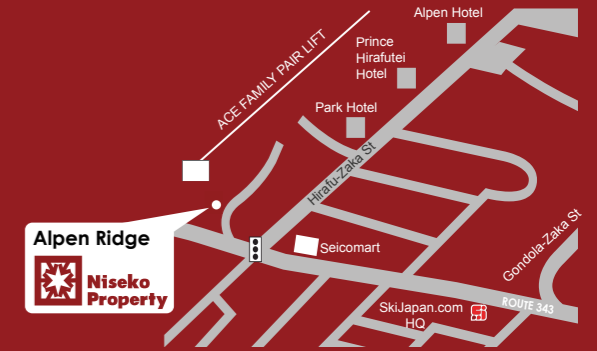 Alpen Hotel
Prince
Hirafutei
Hotel
ACE FAMILY PAIR LIFT
Park Hotel
Hirafu-Zaka St
Alpen Ridge
Niseko
Property
Seicomart
Gondola-Zaka St
ROUTE 343
SkiJapan.com
HQ